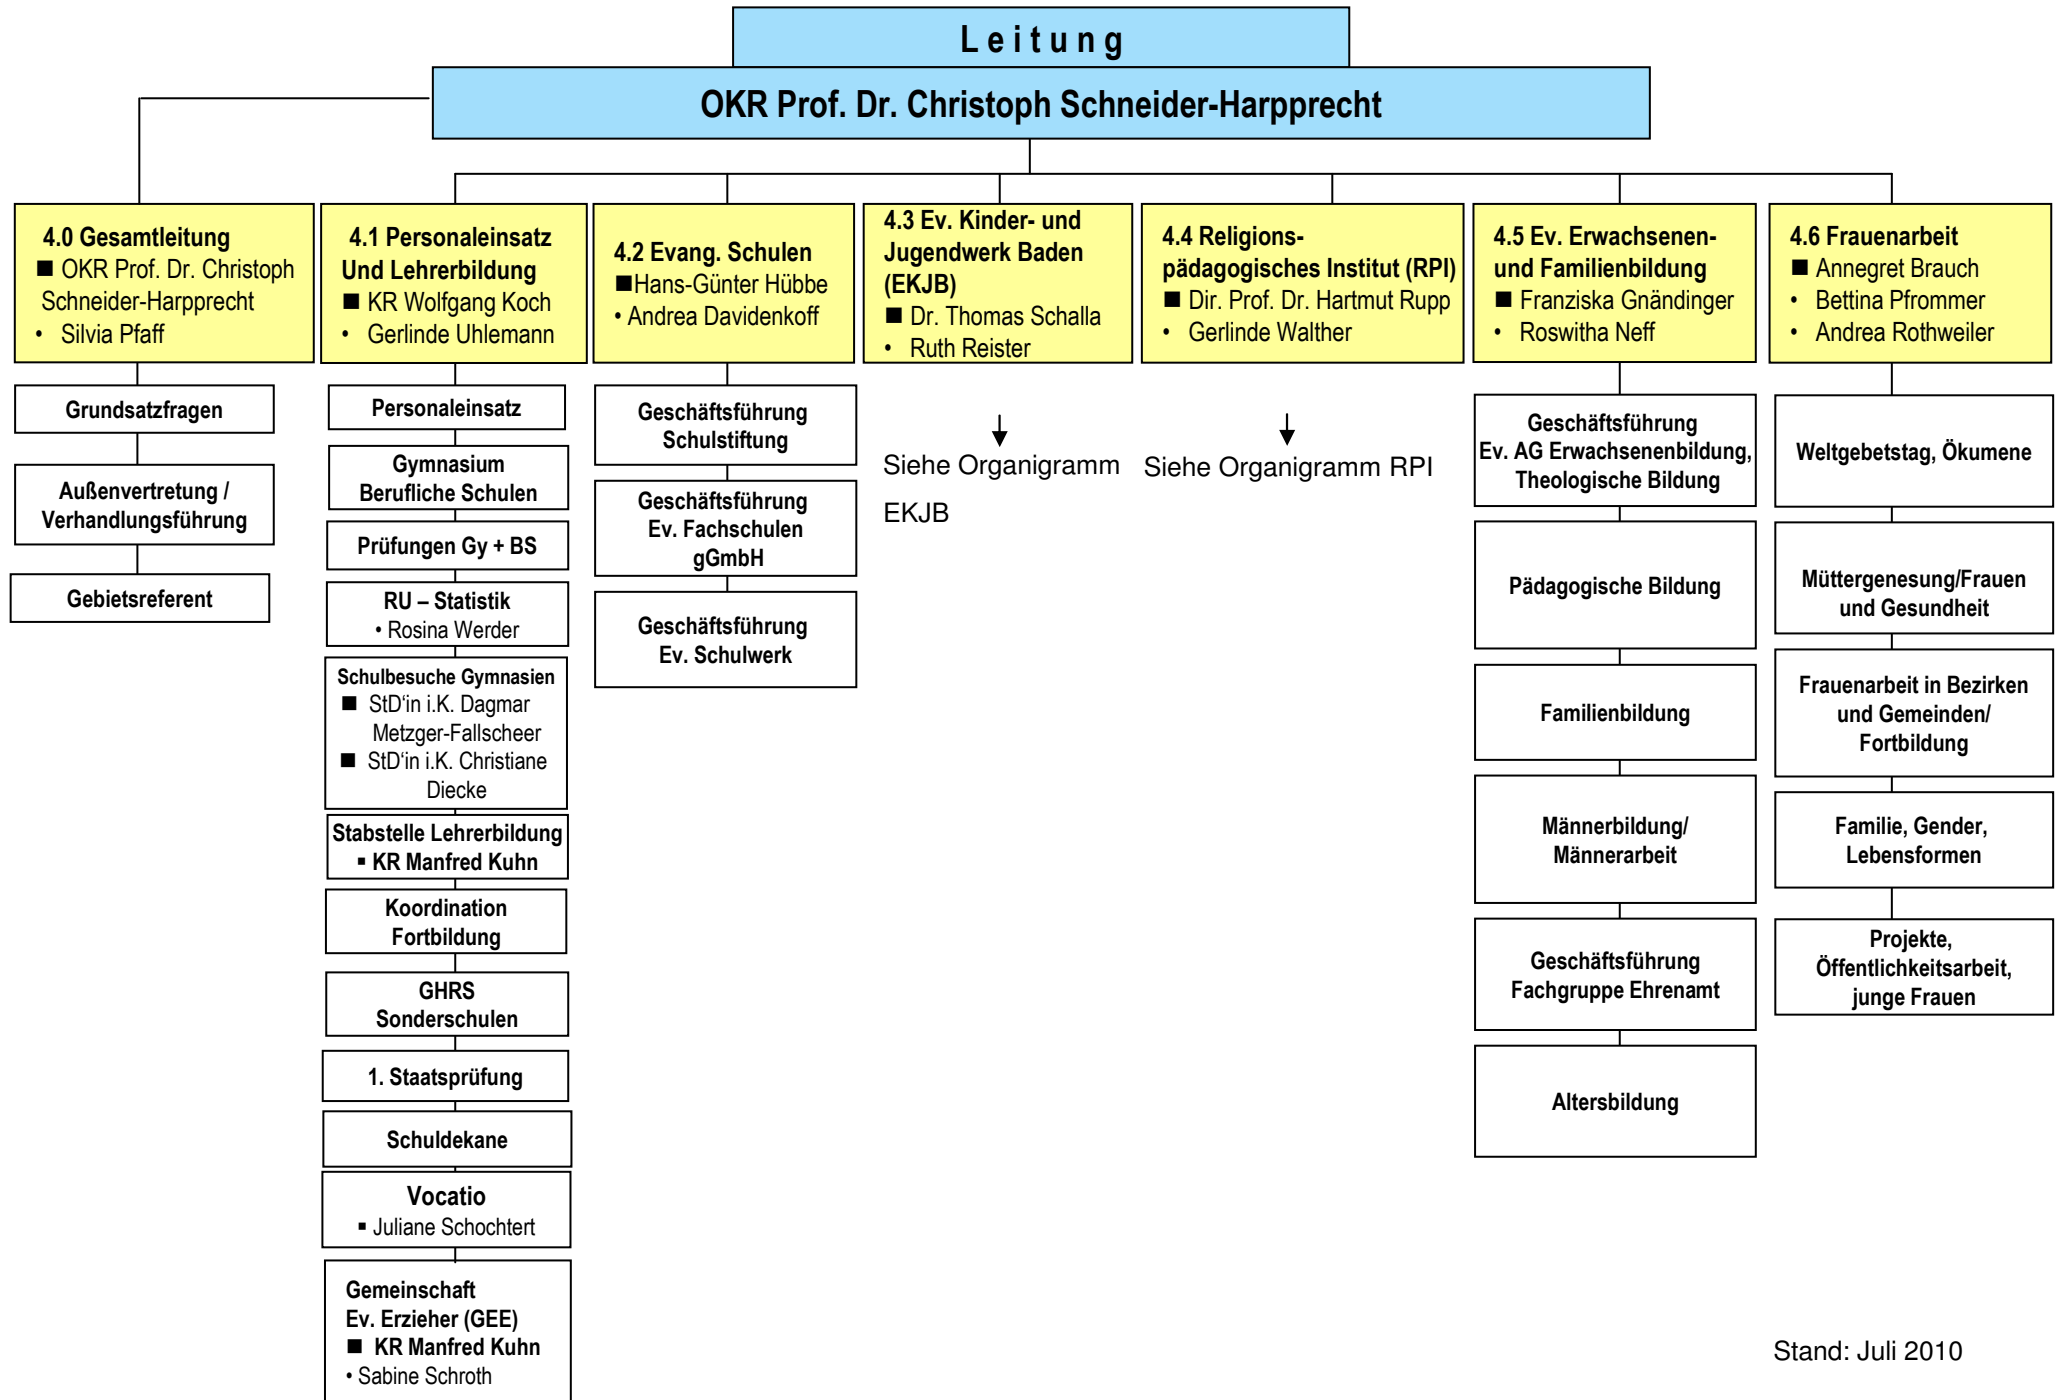 L e i t u n g
OKR Prof. Dr. Christoph Schneider-Harpprecht
4.0 Gesamtleitung
■ OKR Prof. Dr. Christoph
Schneider-Harpprecht
• Silvia Pfaff
Grundsatzfragen
Außenvertretung /
Verhandlungsführung
Gebietsreferent
4.1 Personaleinsatz
Und Lehrerbildung
■ KR Wolfgang Koch
• Gerlinde Uhlemann
Personaleinsatz
Gymnasium
Berufliche Schulen
Prüfungen Gy + BS
RU – Statistik
• Rosina Werder
Schulbesuche Gymnasien
■ StD‘in i.K. Dagmar
Metzger-Fallscheer
■ StD‘in i.K. Christiane
Diecke
Stabstelle Lehrerbildung
▪ KR Manfred Kuhn
Koordination
Fortbildung
GHRS
Sonderschulen
1. Staatsprüfung
Schuldekane
Vocatio
▪ Juliane Schochtert
Gemeinschaft
Ev. Erzieher (GEE)
■ KR Manfred Kuhn
• Sabine Schroth
4.2 Evang. Schulen
■Hans-Günter Hübbe
• Andrea Davidenkoff
Geschäftsführung
Schulstiftung
Geschäftsführung
Ev. Fachschulen
gGmbH
Geschäftsführung
Ev. Schulwerk
4.3 Ev. Kinder- und
Jugendwerk Baden
(EKJB)
■ Dr. Thomas Schalla
• Ruth Reister
Siehe Organigramm
EKJB
4.4 Religions-
pädagogisches Institut (RPI)
■ Dir. Prof. Dr. Hartmut Rupp
• Gerlinde Walther
Siehe Organigramm RPI
4.5 Ev. Erwachsenen-
und Familienbildung
■ Franziska Gnändinger
• Roswitha Neff
Geschäftsführung
Ev. AG Erwachsenenbildung,
Theologische Bildung
Pädagogische Bildung
Familienbildung
Männerbildung/
Männerarbeit
Geschäftsführung
Fachgruppe Ehrenamt
Altersbildung
4.6 Frauenarbeit
■ Annegret Brauch
• Bettina Pfrommer
• Andrea Rothweiler
Weltgebetstag, Ökumene
Müttergenesung/Frauen
und Gesundheit
Frauenarbeit in Bezirken
und Gemeinden/
Fortbildung
Familie, Gender,
Lebensformen
Projekte,
Öffentlichkeitsarbeit,
junge Frauen
Stand: Juli 2010